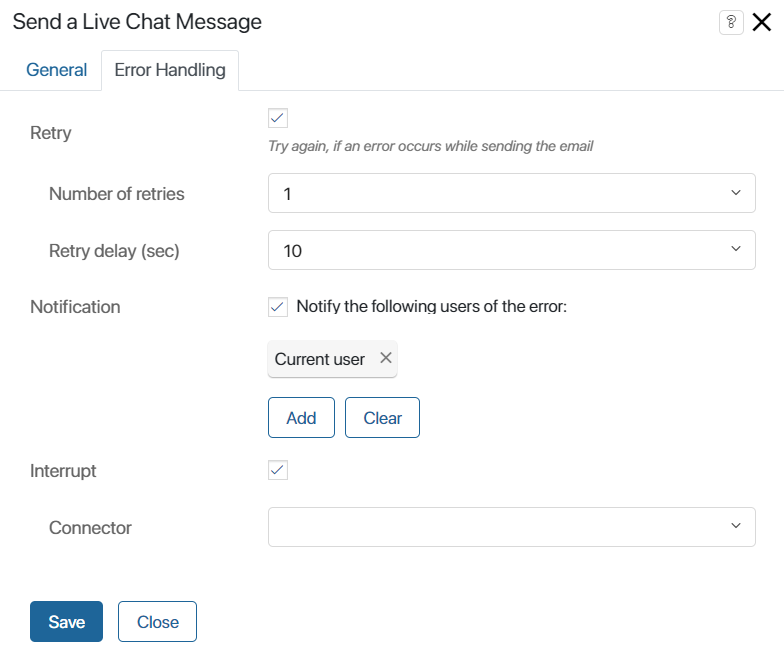 Send a Live Chat Message
?
General
Error Handling
Retry
Try again, if an error occurs while sending the email
Number of retries
1
Retry delay (sec)
10
Notification
Notify the following users of the error:
Current user
Add
Clear
Interrupt
Connector
Save
Close